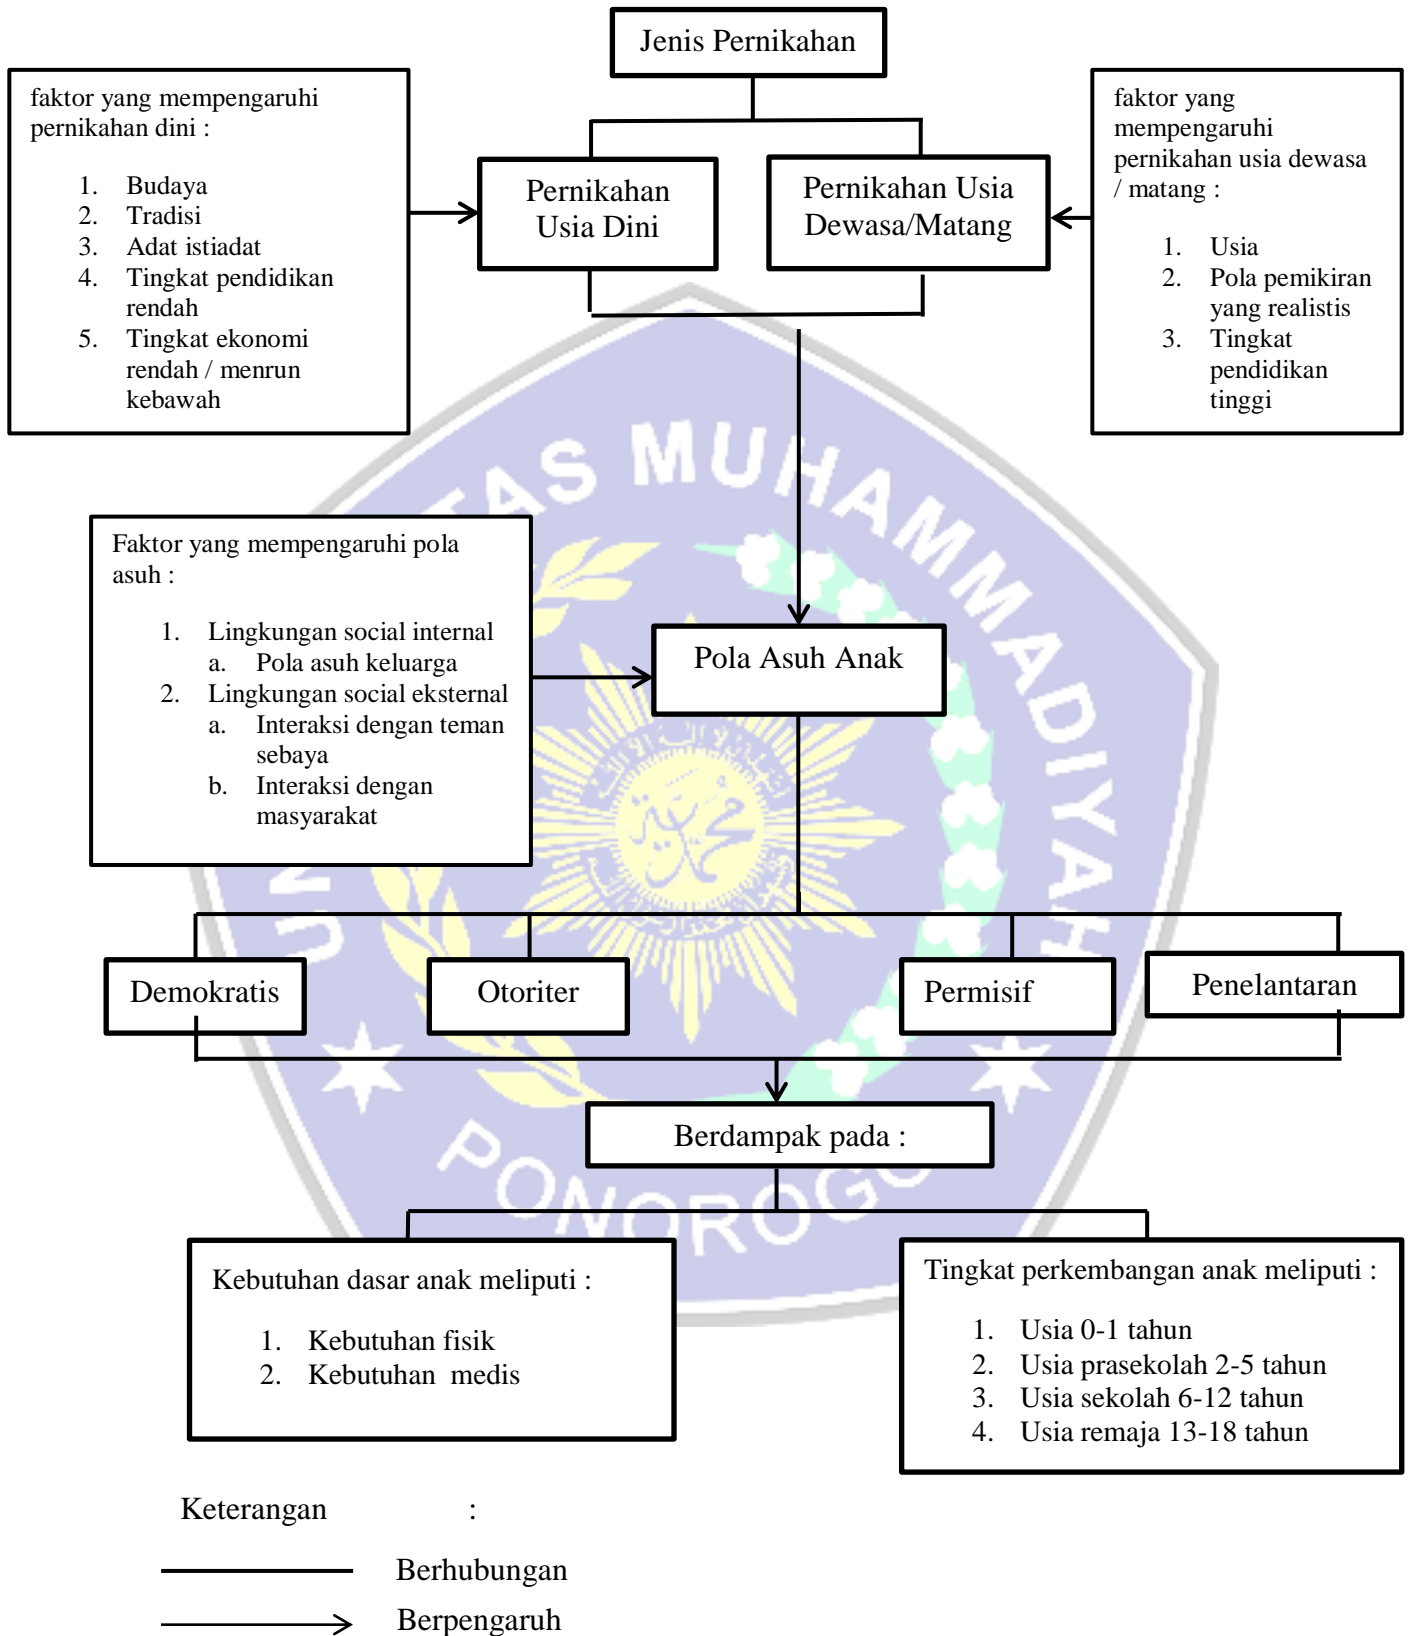 Jenis Pernikahan
faktor yang mempengaruhi
pernikahan dini :
1. Budaya
2. Tradisi
3. Adat istiadat
4. Tingkat pendidikan
rendah
5. Tingkat ekonomi
rendah / menrun
kebawah
Pernikahan
Usia Dini
Pernikahan Usia
Dewasa/Matang
faktor yang
mempengaruhi
pernikahan usia dewasa
/ matang :
1. Usia
2. Pola pemikiran
yang realistis
3. Tingkat
pendidikan
tinggi
TAS MUHAMMADIYAH
Faktor yang mempengaruhi pola
asuh :
1. Lingkungan social internal
a. Pola asuh keluarga
2. Lingkungan social eksternal
a. Interaksi dengan teman
sebaya
b. Interaksi dengan
masyarakat
Pola Asuh Anak
UN
Demokratis
Otoriter
Permisif
Penelantaran
Berdampak pada :
PONOROGO
Kebutuhan dasar anak meliputi :
1. Kebutuhan fisik
2. Kebutuhan medis
Tingkat perkembangan anak meliputi :
1. Usia 0-1 tahun
2. Usia prasekolah 2-5 tahun
3. Usia sekolah 6-12 tahun
4. Usia remaja 13-18 tahun
Keterangan :
Berhubungan
Berpengaruh